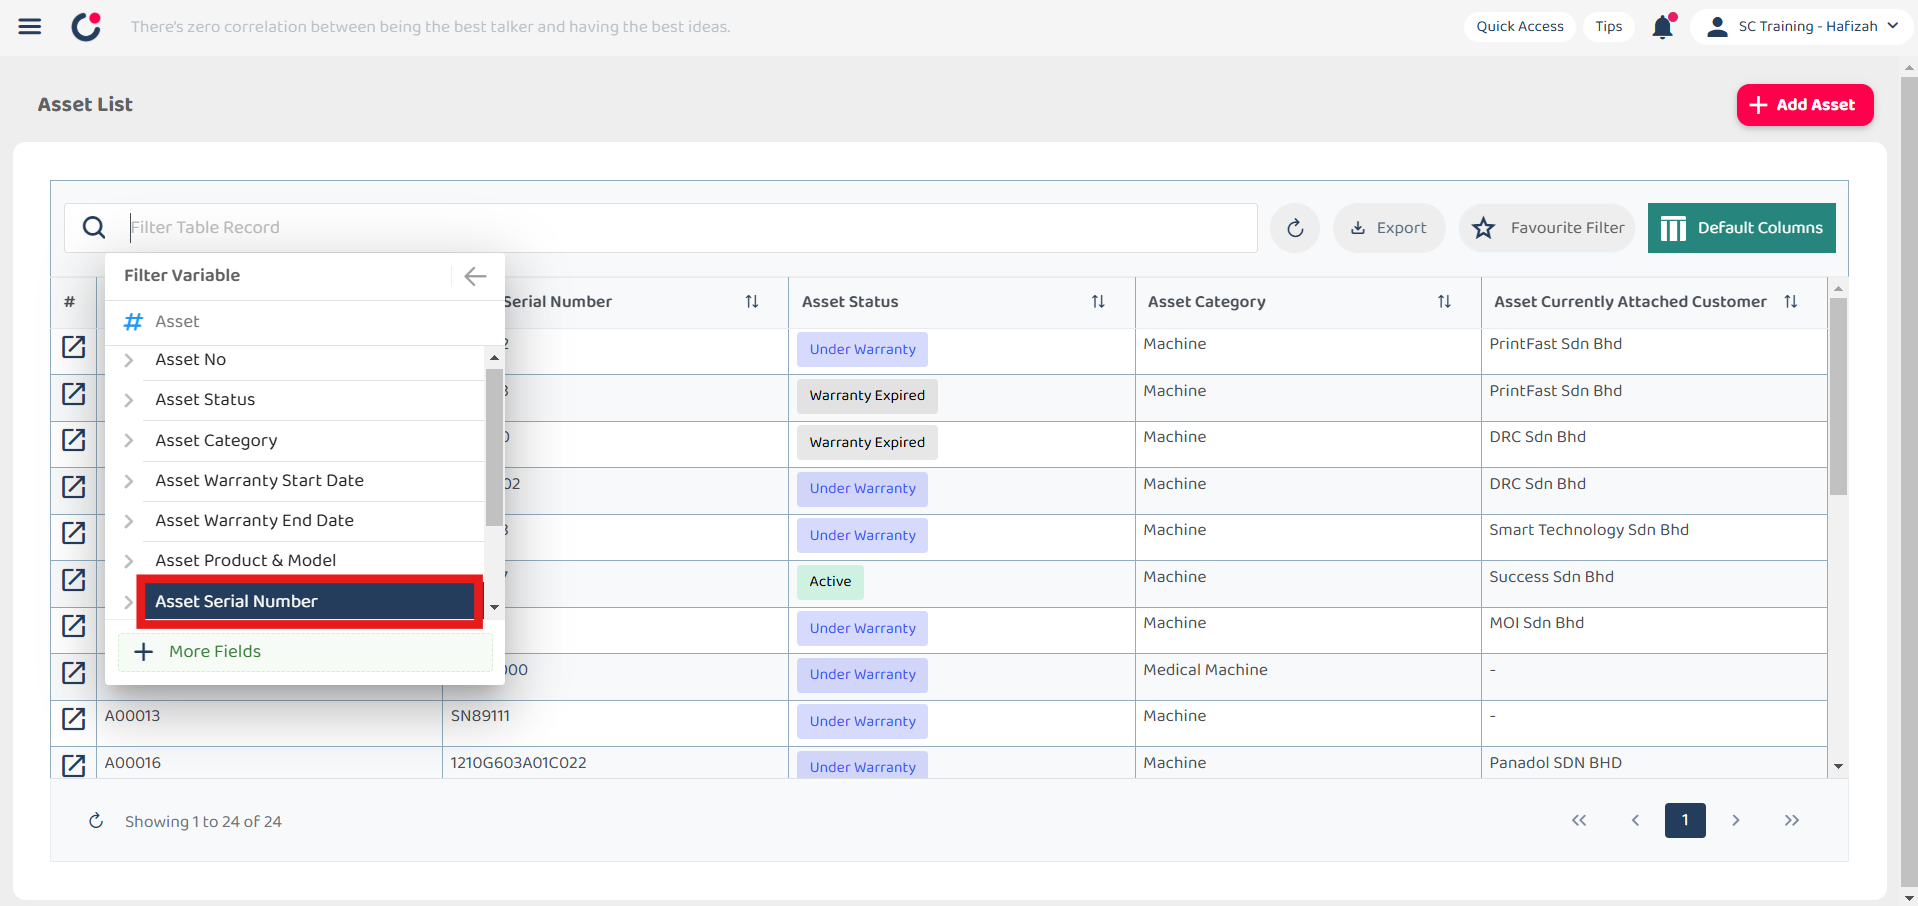 There's zero correlation between being the best talker and having the best ideas.
Quick Access
Tips
SC Training - Hafizah
Asset List
Add Asset
Filter Table Record
Export
Favourite Filter
Default Columns
Filter Variable
# Asset
Asset No
Asset Status
Asset Category
Asset Warranty Start Date
Asset Warranty End Date
Asset Product & Model
Asset Serial Number
More Fields
# Serial Number Asset Status Asset Category Asset Currently Attached Customer
2 Under Warranty Machine PrintFast Sdn Bhd
3 Warranty Expired Machine PrintFast Sdn Bhd
0 Warranty Expired Machine DRC Sdn Bhd
02 Under Warranty Machine DRC Sdn Bhd
3 Under Warranty Machine Smart Technology Sdn Bhd
7 Active Machine Success Sdn Bhd
Under Warranty Machine MOI Sdn Bhd
000 Under Warranty Medical Machine -
A00013 SN89111 Under Warranty Machine -
A00016 1210G603A01C022 Under Warranty Machine Panadol SDN BHD
Showing 1 to 24 of 24
1